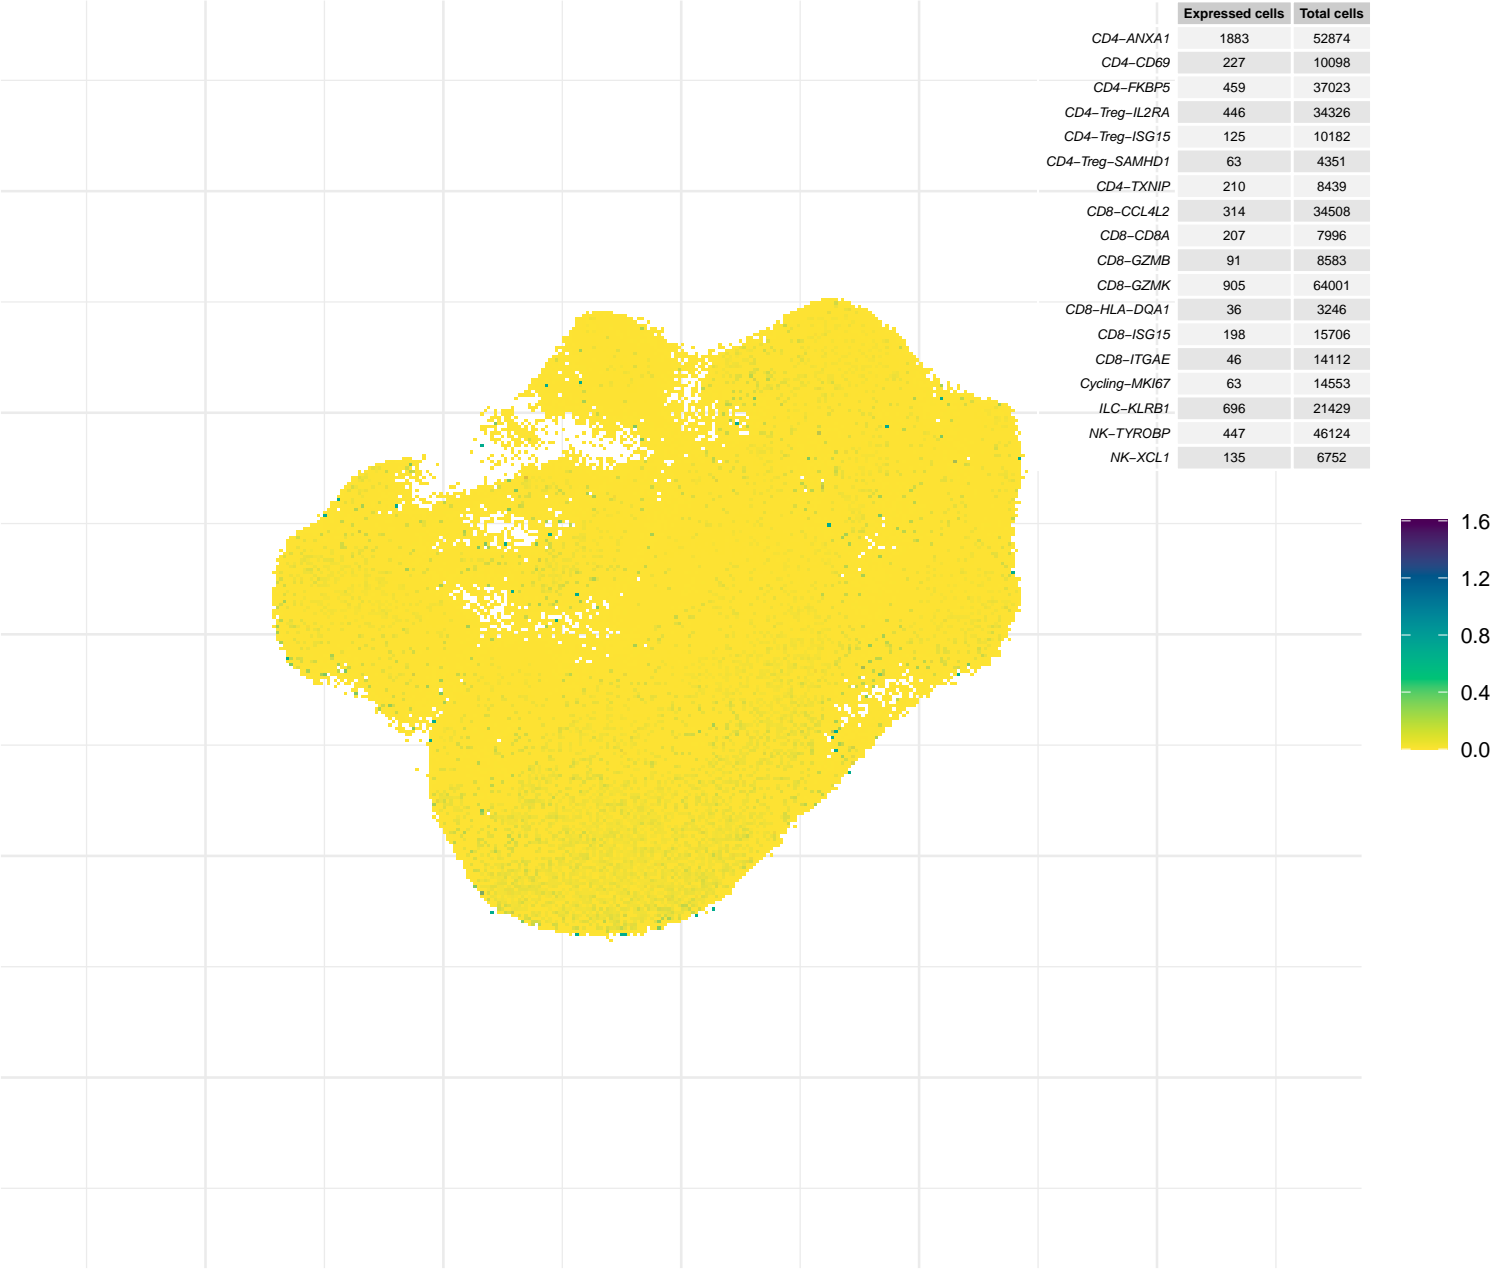 Expressed cells Total cells
CD4−ANXA1 1883 52874
CD4−CD69 227 10098
CD4−FKBP5 459 37023
CD4−Treg−IL2RA 446 34326
CD4−Treg−ISG15 125 10182
CD4−Treg−SAMHD1 63 4351
CD4−TXNIP 210 8439
CD8−CCL4L2 314 34508
CD8−CD8A 207 7996
CD8−GZMB 91 8583
CD8−GZMK 905 64001
CD8−HLA−DQA1 36 3246
CD8−ISG15 198 15706
CD8−ITGAE 46 14112
Cycling−MKI67 63 14553
ILC−KLRB1 696 21429
NK−TYROBP 447 46124
NK−XCL1 135 6752
1.6
1.2
0.8
0.4
0.0